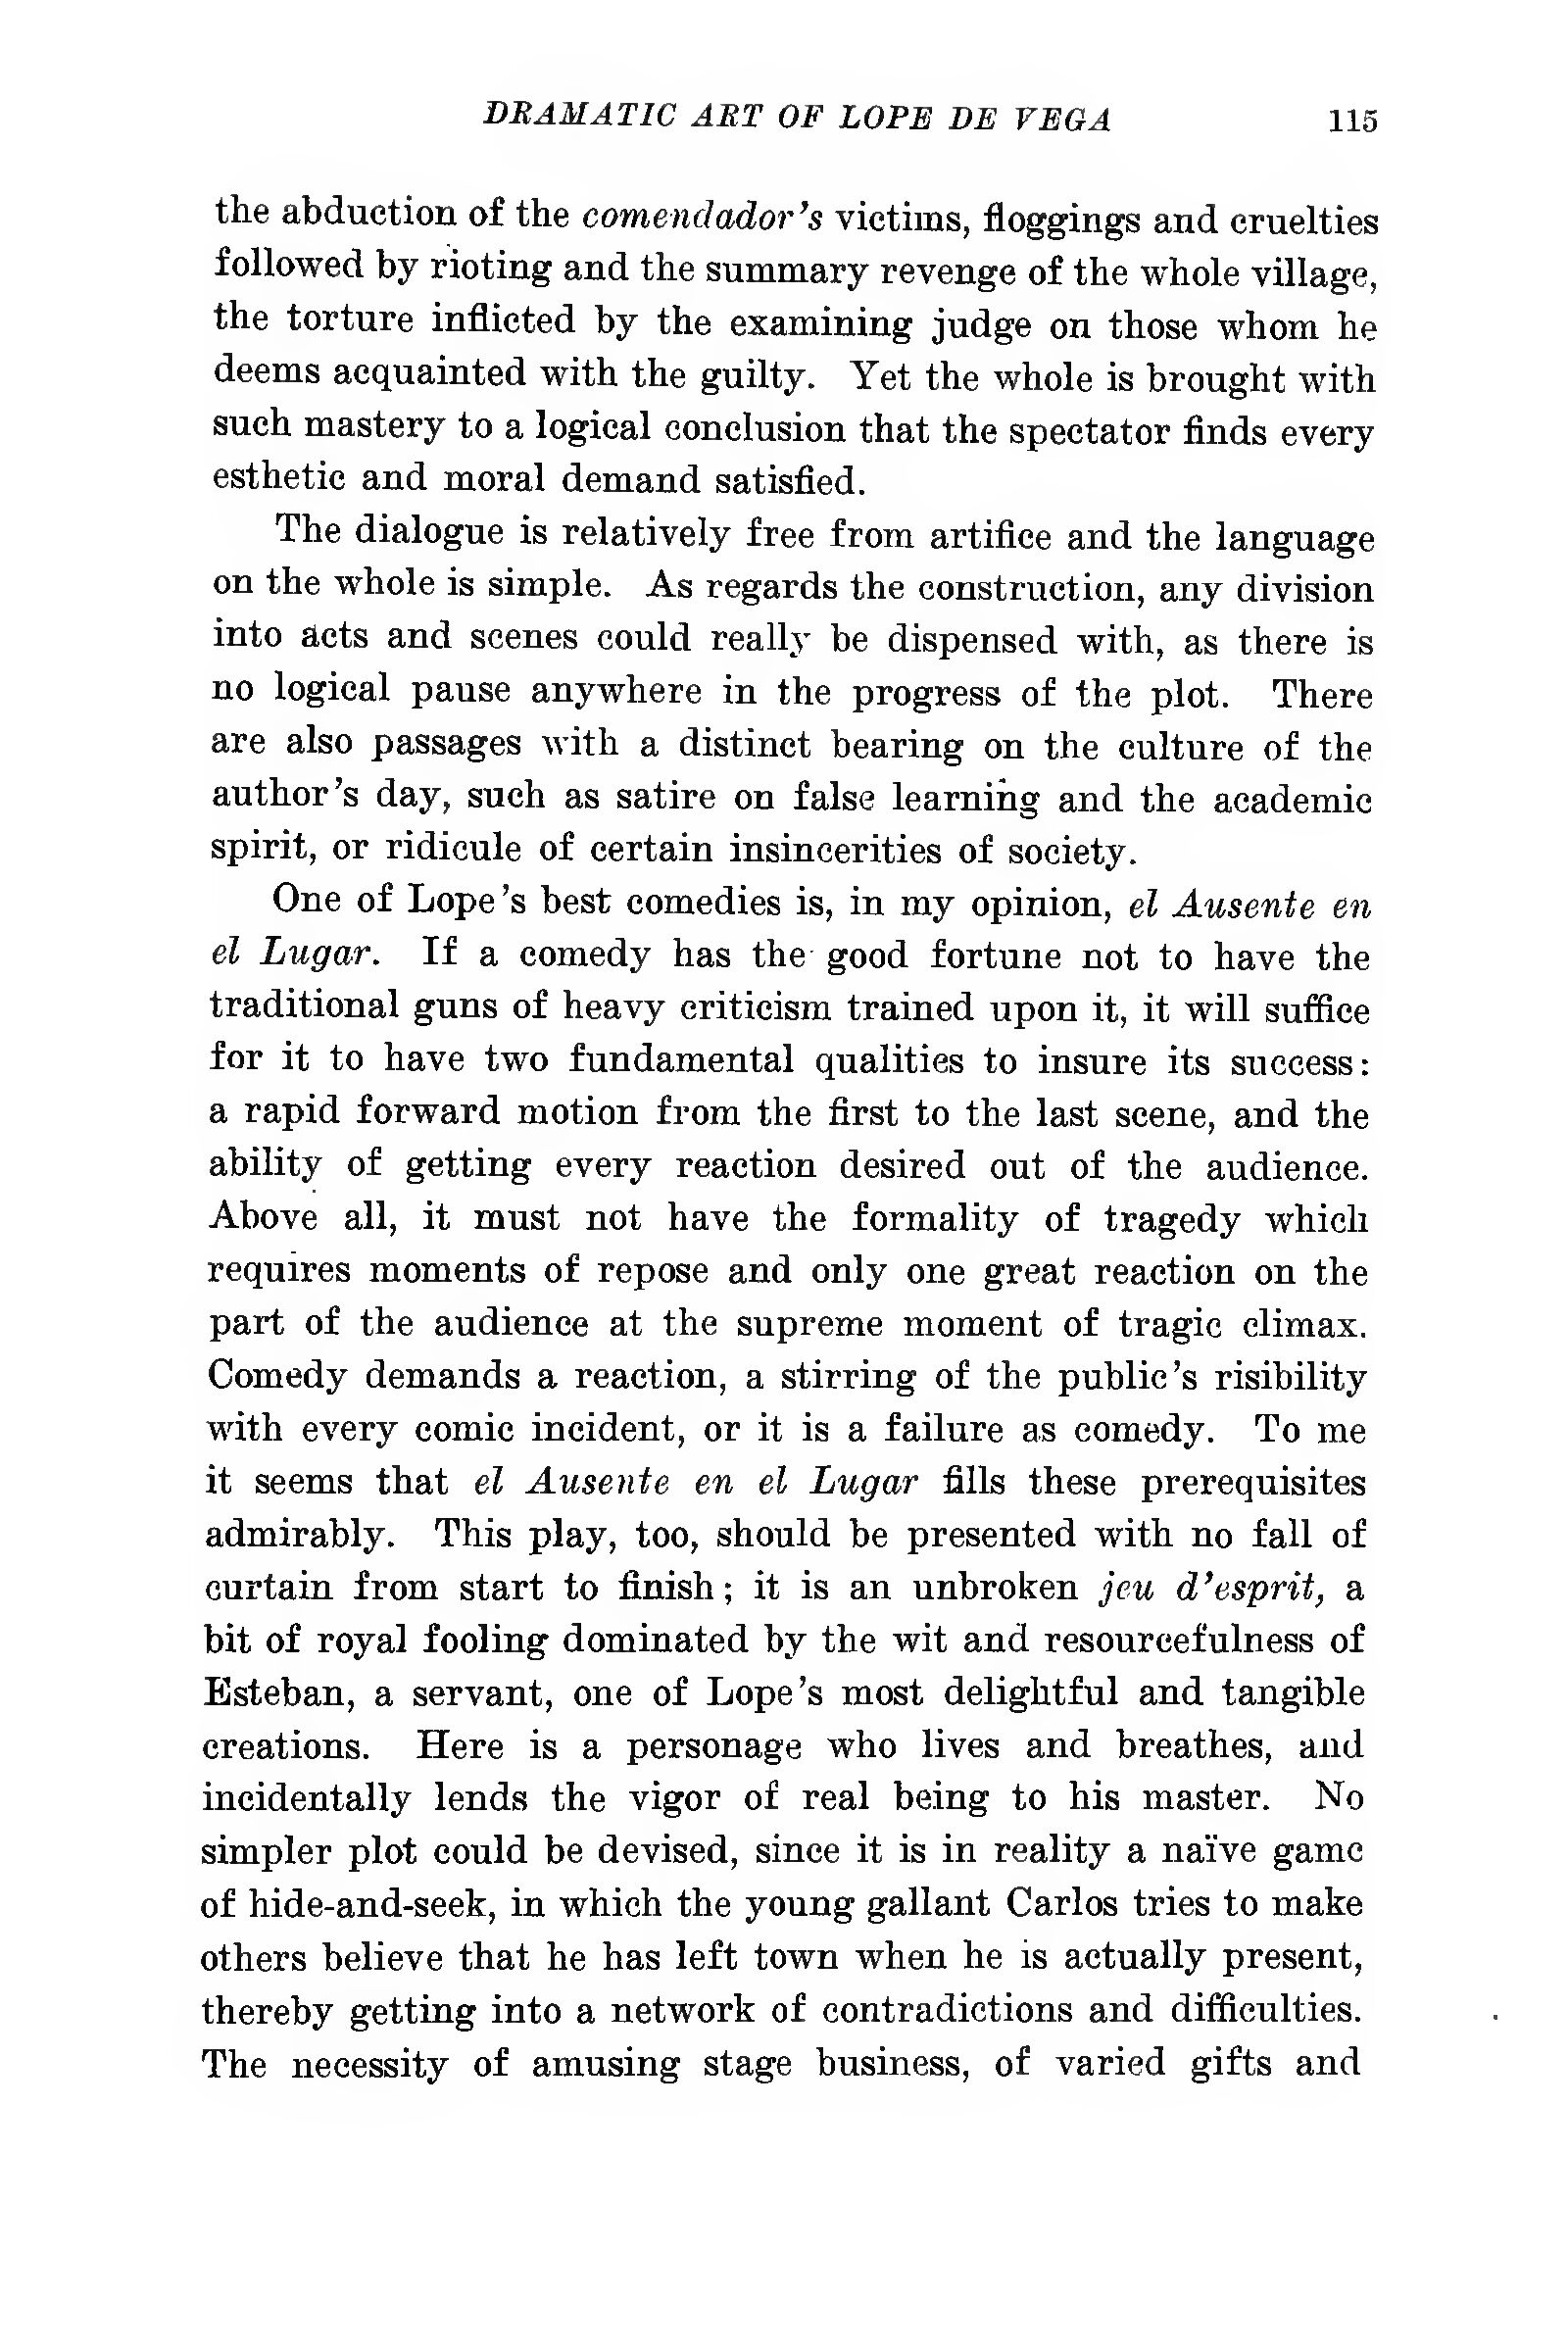 DRAMATIC ART OF LOPE DE VEGA 115
the abduction of the comendador's victims, floggings and cruelties
followed by rioting and the summary revenge of the whole village,
the torture inflicted by the examining judge on those whom he
deems acquainted with the guilty. Yet the whole is brought with
such mastery to a logical conclusion that the spectator finds every
esthetic and moral demand satisfied.
The dialogue is relatively free from artifice and the language
on the whole is simple. As regards the construction, any division
into acts and scenes could really be dispensed with, as there is
no logical pause anywhere in the progress of the plot. There
are also passages with a distinct bearing on the culture of the
author's day, such as satire on false learning and the academic
spirit, or ridicule of certain insincerities of society.
One of Lope's best comedies is, in my opinion, el Ausente en
el Lugar. If a comedy has the good fortune not to have the
traditional guns of heavy criticism trained upon it, it will suffice
for it to have two fundamental qualities to insure its success:
a rapid forward motion from the first to the last scene, and the
ability of getting every reaction desired out of the audience.
Above all, it must not have the formality of tragedy which
requires moments of repose and only one great reaction on the
part of the audience at the supreme moment of tragic climax.
Comedy demands a reaction, a stirring of the public's risibility
with every comic incident, or it is a failure as comedy. To me
it seems that el Ausente en el Lugar fills these prerequisites
admirably. This play, too, should be presented with no fall of
curtain from start to finish; it is an unbroken jeu d'esprit, a
bit of royal fooling dominated by the wit and resourcefulness of
Esteban, a servant, one of Lope's most delightful and tangible
creations. Here is a personage who lives and breathes, and
incidentally lends the vigor of real being to his master. No
simpler plot could be devised, since it is in reality a naïve game
of hide-and-seek, in which the young gallant Carlos tries to make
others believe that he has left town when he is actually present,
thereby getting into a network of contradictions and difficulties.
The necessity of amusing stage business, of varied gifts and